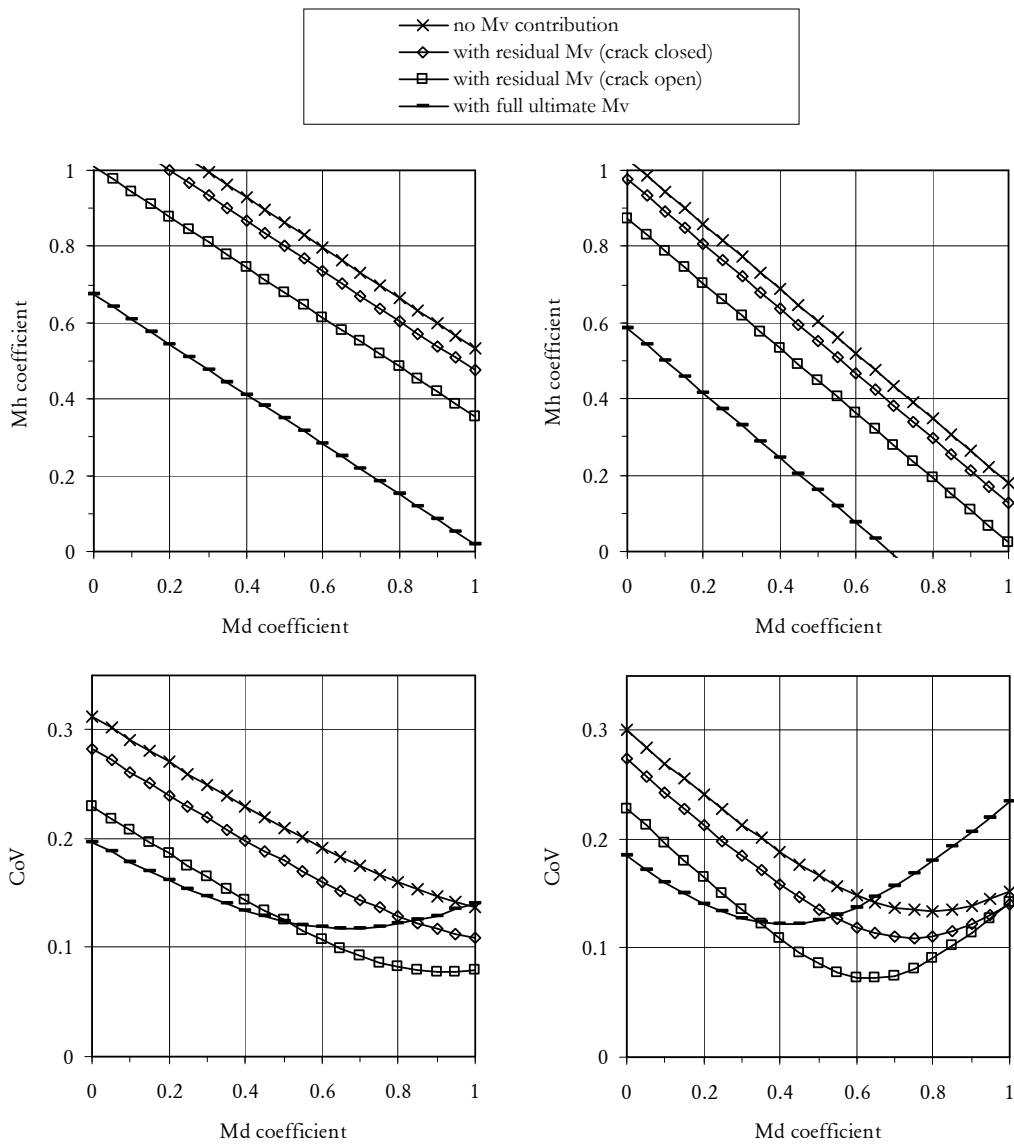 no Mv contribution
with residual Mv (crack closed)
with residual Mv (crack open)
with full ultimate Mv
1
0.8
0.6
0.4
0.2
0
Mh coefficient
0 0.2 0.4 0.6 0.8 1
Md coefficient
1
0.8
0.6
0.4
0.2
0
Mh coefficient
0 0.2 0.4 0.6 0.8 1
Md coefficient
0.3
0.2
0.1
0
CoV
0 0.2 0.4 0.6 0.8 1
Md coefficient
0.3
0.2
0.1
0
CoV
0 0.2 0.4 0.6 0.8 1
Md coefficient